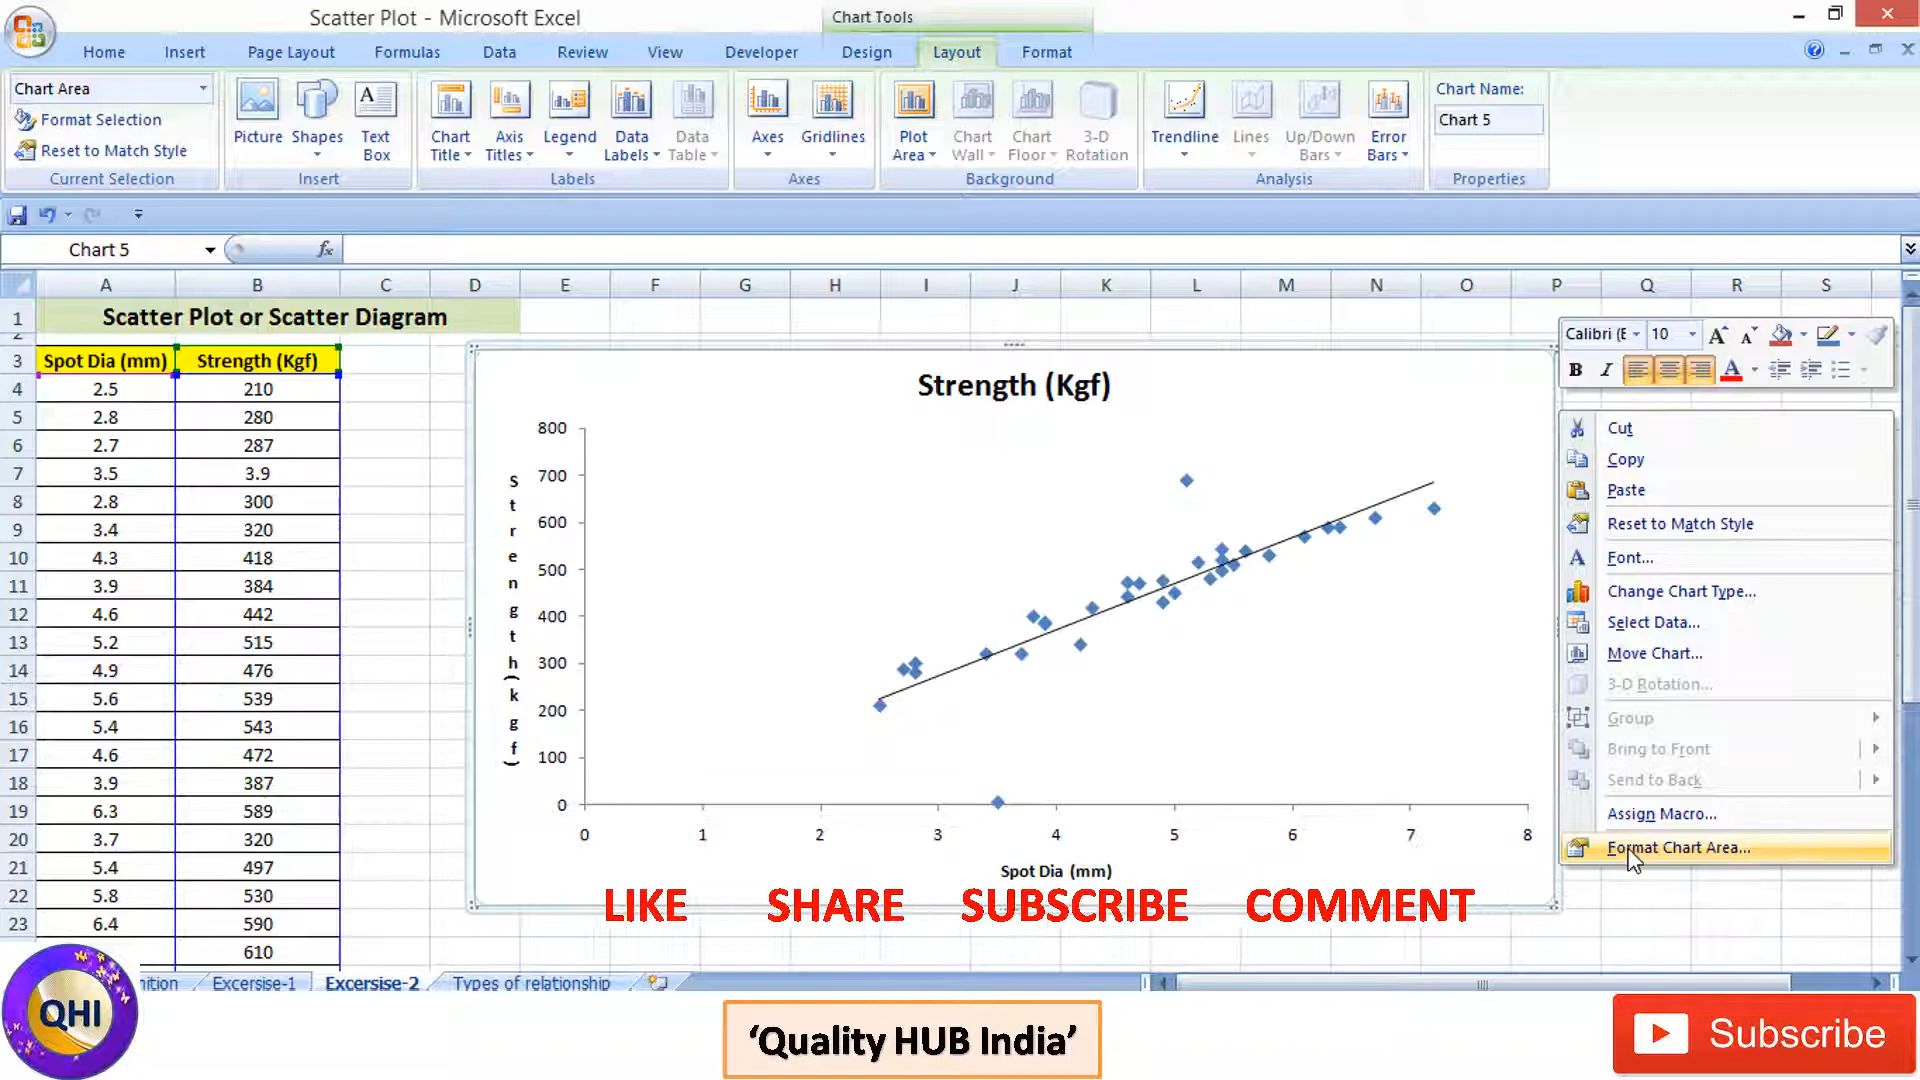 Scatter Plot - Microsoft Excel
Chart Tools
Home Insert Page Layout Formulas Data Review View Developer Design Layout Format
Chart Area
Format Selection
Reset to Match Style
Current Selection
Picture Shapes Text Box
Insert
Chart Title Axis Titles Legend Data Labels Data Table
Labels
Axes Gridlines
Axes
Plot Area Chart Wall Chart Floor 3-D Rotation
Background
Trendline Lines Up/Down Bars Error Bars
Analysis
Chart Name:
Chart 5
Properties
Chart 5 fx
A B C D E F G H I J K L M N O P Q R S
1 Scatter Plot or Scatter Diagram
2
3 Spot Dia (mm) Strength (Kgf)
4 2.5 210
5 2.8 280
6 2.7 287
7 3.5 3.9
8 2.8 300
9 3.4 320
10 4.3 418
11 3.9 384
12 4.6 442
13 5.2 515
14 4.9 476
15 5.6 539
16 5.4 543
17 4.6 472
18 3.9 387
19 6.3 589
20 3.7 320
21 5.4 497
22 5.8 530
23 6.4 590
610
Strength (Kgf)
800
700
600
500
400
300
200
100
0
Strength(kgf)
0 1 2 3 4 5 6 7 8
Spot Dia (mm)
LIKE SHARE SUBSCRIBE COMMENT
Calibri (E 10 A A
B I A
Cut
Copy
Paste
Reset to Match Style
Font...
Change Chart Type...
Select Data...
Move Chart...
3-D Rotation...
Group
Bring to Front
Send to Back
Assign Macro...
Format Chart Area...
nition Excersise-1 Excersise-2 Types of relationship
QHI
‘Quality HUB India’
Subscribe